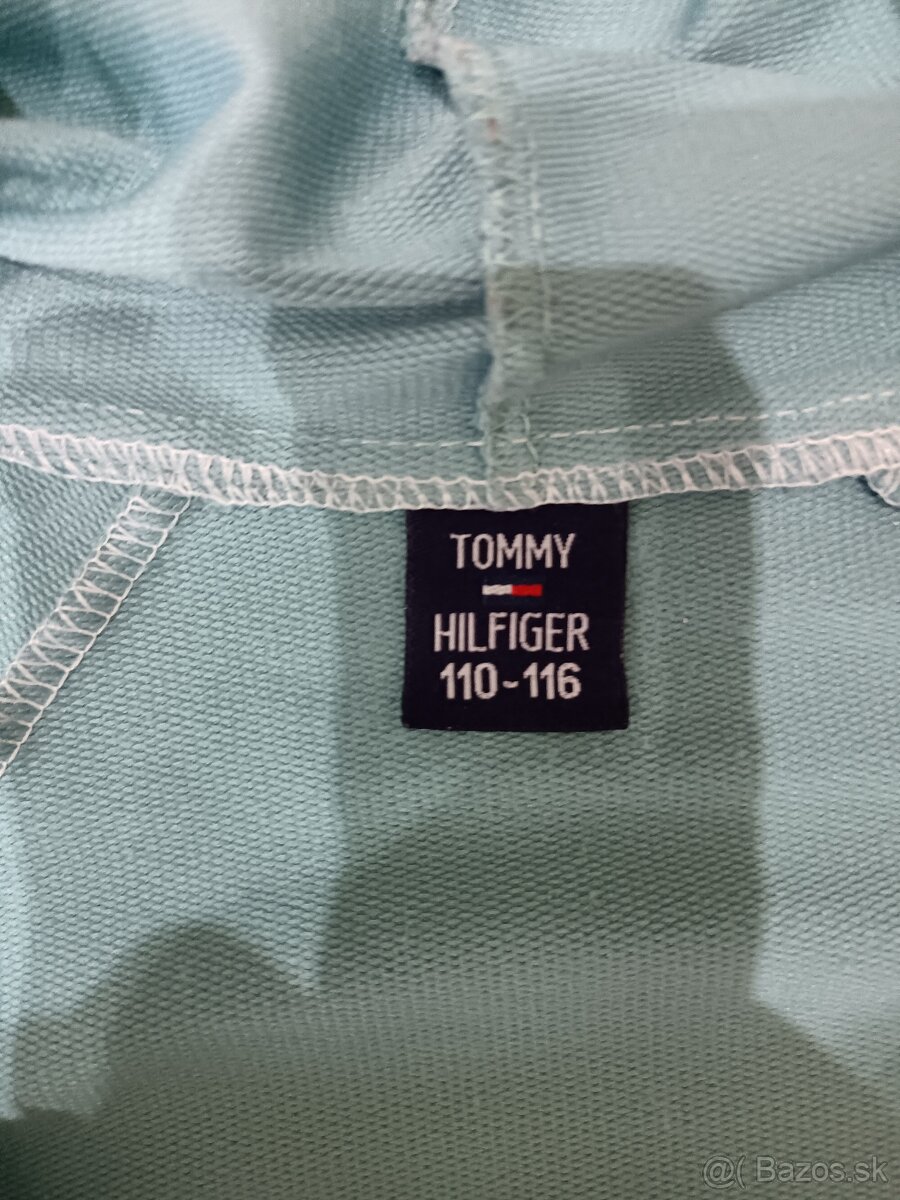 TOMMY
HILFIGER
110-116
@( Bazos.sk